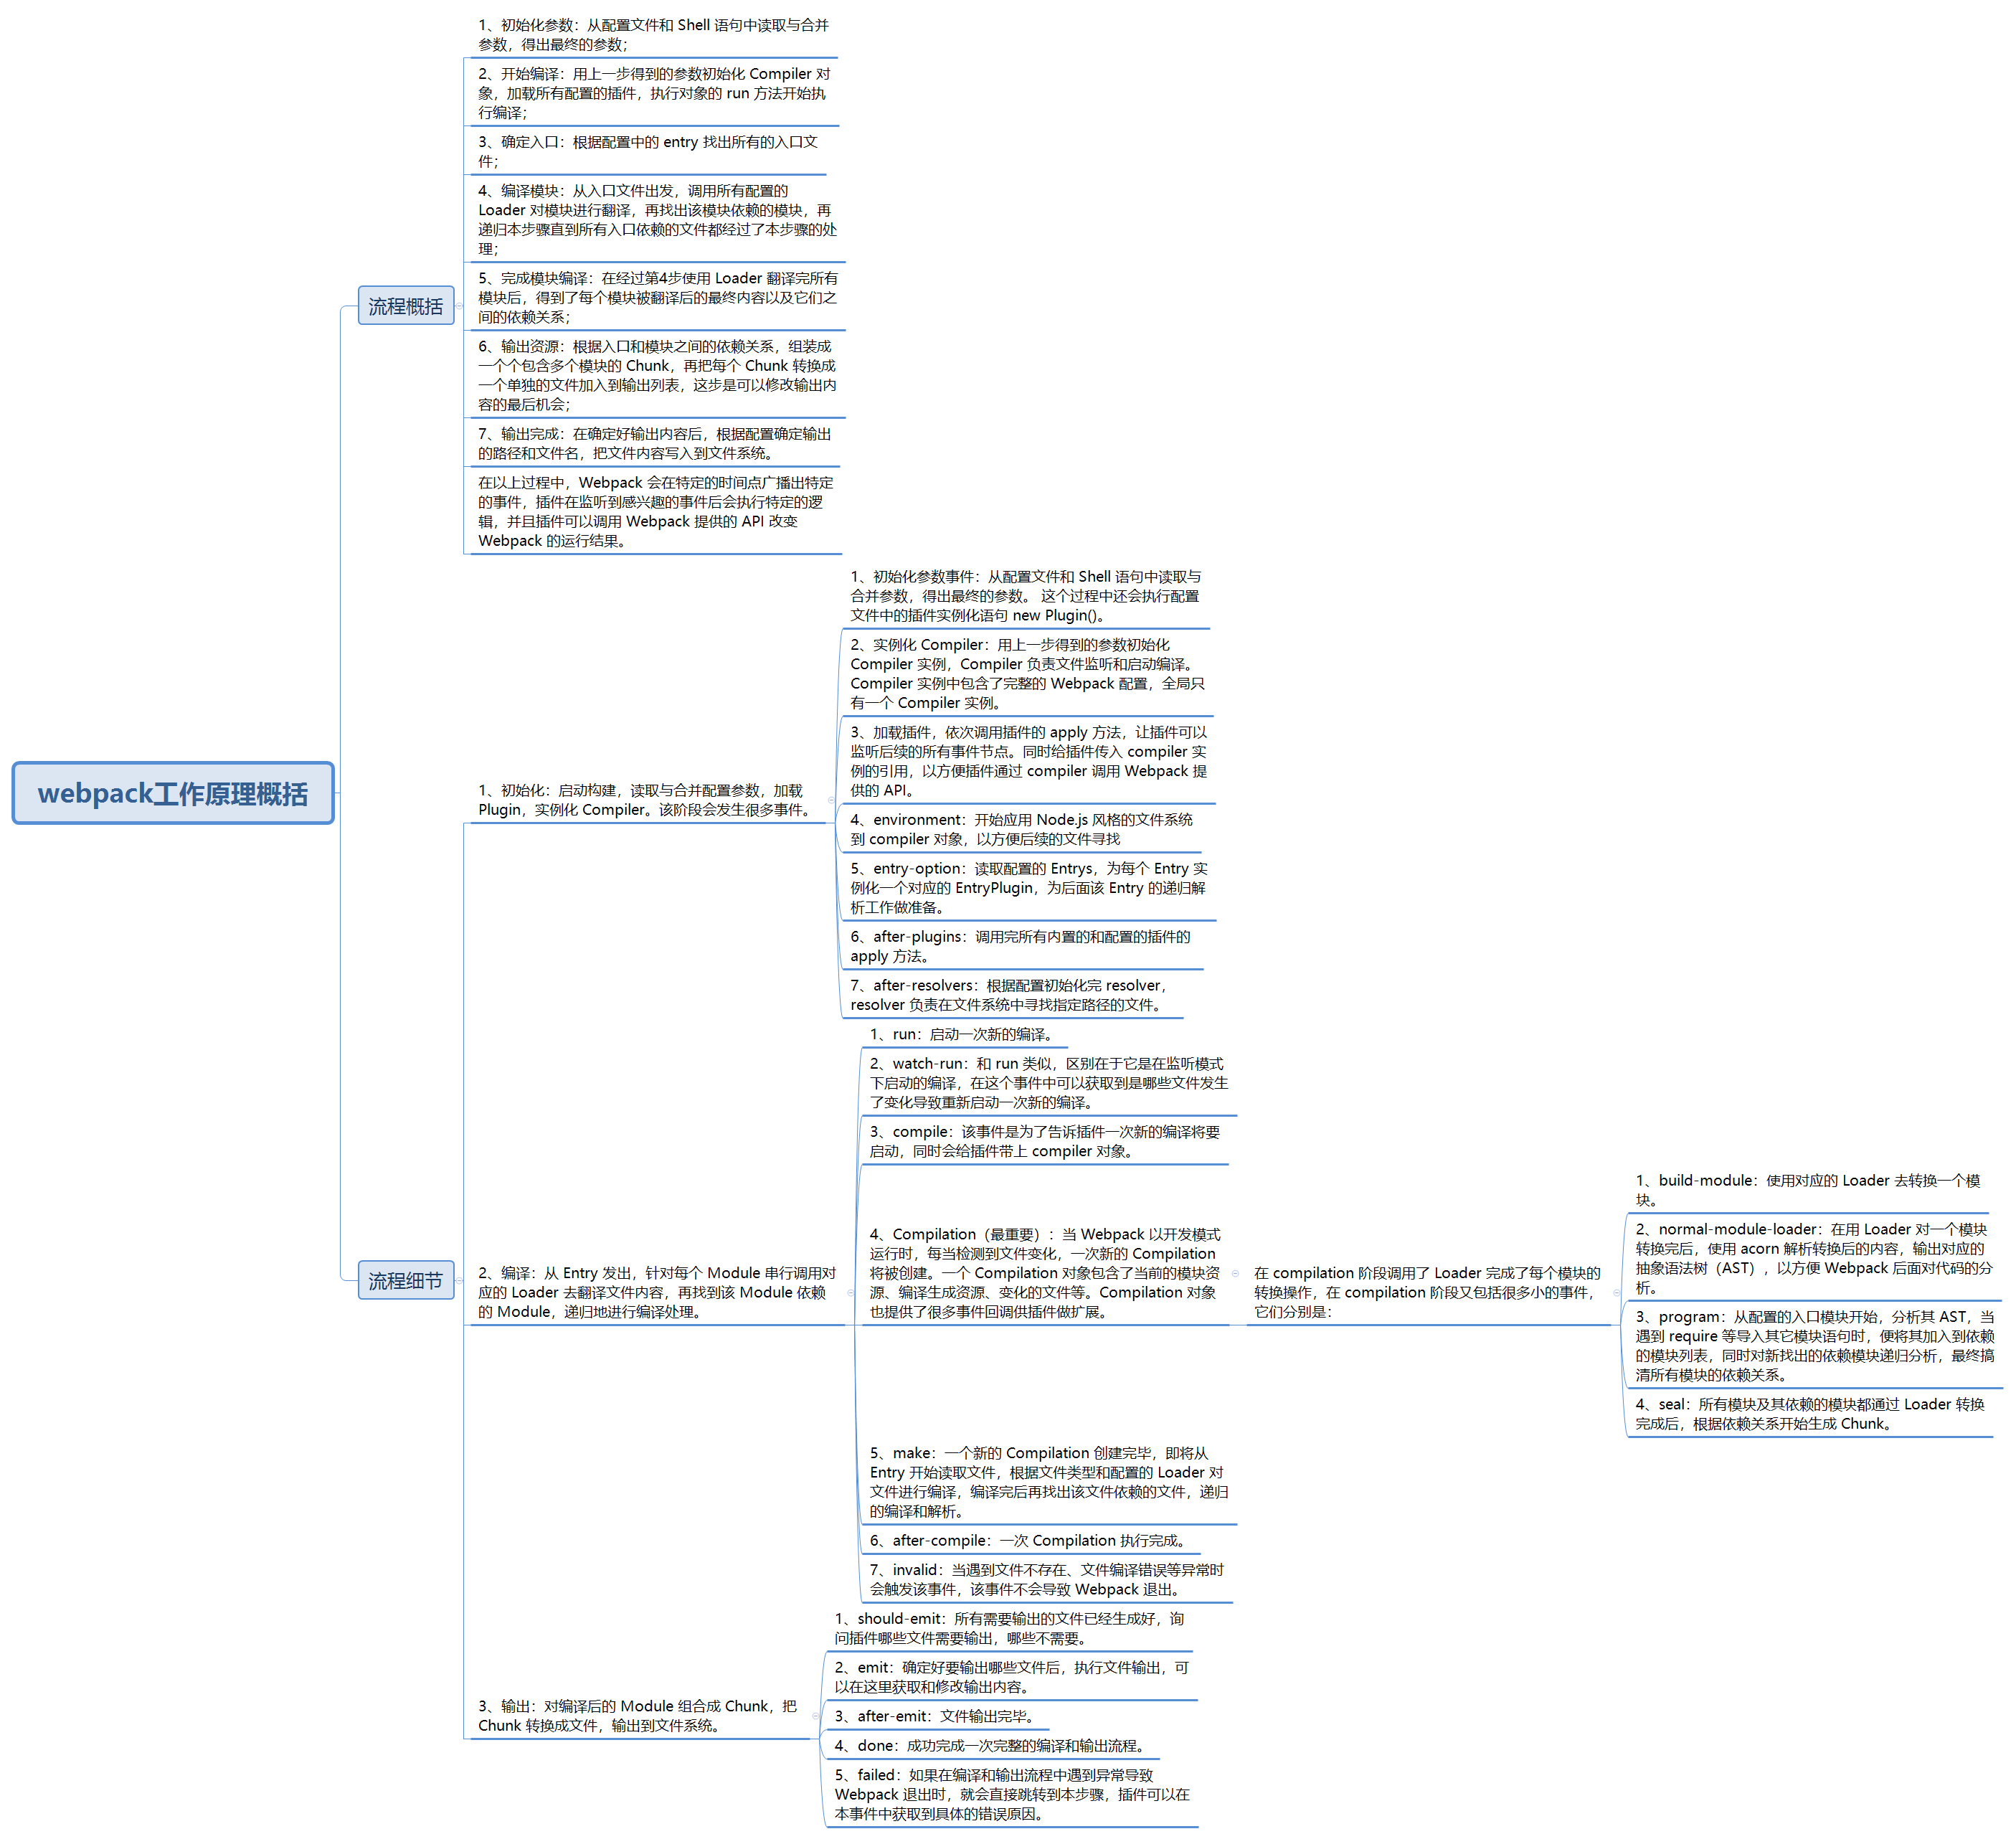 webpack工作原理概括
流程概括
1、初始化参数：从配置文件和 Shell 语句中读取与合并
参数，得出最终的参数；
2、开始编译：用上一步得到的参数初始化 Compiler 对
象，加载所有配置的插件，执行对象的 run 方法开始执
行编译；
3、确定入口：根据配置中的 entry 找出所有的入口文
件；
4、编译模块：从入口文件出发，调用所有配置的
Loader 对模块进行翻译，再找出该模块依赖的模块，再
递归本步骤直到所有入口依赖的文件都经过了本步骤的处
理；
5、完成模块编译：在经过第4步使用 Loader 翻译完所有
模块后，得到了每个模块被翻译后的最终内容以及它们之
间的依赖关系；
6、输出资源：根据入口和模块之间的依赖关系，组装成
一个个包含多个模块的 Chunk，再把每个 Chunk 转换成
一个单独的文件加入到输出列表，这步是可以修改输出内
容的最后机会；
7、输出完成：在确定好输出内容后，根据配置确定输出
的路径和文件名，把文件内容写入到文件系统。
在以上过程中，Webpack 会在特定的时间点广播出特定
的事件，插件在监听到感兴趣的事件后会执行特定的逻
辑，并且插件可以调用 Webpack 提供的 API 改变
Webpack 的运行结果。
流程细节
1、初始化：启动构建，读取与合并配置参数，加载
Plugin，实例化 Compiler。该阶段会发生很多事件。
1、初始化参数事件：从配置文件和 Shell 语句中读取与
合并参数，得出最终的参数。 这个过程中还会执行配置
文件中的插件实例化语句 new Plugin()。
2、实例化 Compiler：用上一步得到的参数初始化
Compiler 实例，Compiler 负责文件监听和启动编译。
Compiler 实例中包含了完整的 Webpack 配置，全局只
有一个 Compiler 实例。
3、加载插件，依次调用插件的 apply 方法，让插件可以
监听后续的所有事件节点。同时给插件传入 compiler 实
例的引用，以方便插件通过 compiler 调用 Webpack 提
供的 API。
4、environment：开始应用 Node.js 风格的文件系统
到 compiler 对象，以方便后续的文件寻找
5、entry-option：读取配置的 Entrys，为每个 Entry 实
例化一个对应的 EntryPlugin，为后面该 Entry 的递归解
析工作做准备。
6、after-plugins：调用完所有内置的和配置的插件的
apply 方法。
7、after-resolvers：根据配置初始化完 resolver，
resolver 负责在文件系统中寻找指定路径的文件。
2、编译：从 Entry 发出，针对每个 Module 串行调用对
应的 Loader 去翻译文件内容，再找到该 Module 依赖
的 Module，递归地进行编译处理。
1、run：启动一次新的编译。
2、watch-run：和 run 类似，区别在于它是在监听模式
下启动的编译，在这个事件中可以获取到是哪些文件发生
了变化导致重新启动一次新的编译。
3、compile：该事件是为了告诉插件一次新的编译将要
启动，同时会给插件带上 compiler 对象。
4、Compilation（最重要）：当 Webpack 以开发模式
运行时，每当检测到文件变化，一次新的 Compilation
将被创建。一个 Compilation 对象包含了当前的模块资
源、编译生成资源、变化的文件等。Compilation 对象
也提供了很多事件回调供插件做扩展。
在 compilation 阶段调用了 Loader 完成了每个模块的
转换操作，在 compilation 阶段又包括很多小的事件，
它们分别是：
1、build-module：使用对应的 Loader 去转换一个模
块。
2、normal-module-loader：在用 Loader 对一个模块
转换完后，使用 acorn 解析转换后的内容，输出对应的
抽象语法树（AST），以方便 Webpack 后面对代码的分
析。
3、program：从配置的入口模块开始，分析其 AST，当
遇到 require 等导入其它模块语句时，便将其加入到依赖
的模块列表，同时对新找出的依赖模块递归分析，最终搞
清所有模块的依赖关系。
4、seal：所有模块及其依赖的模块都通过 Loader 转换
完成后，根据依赖关系开始生成 Chunk。
5、make：一个新的 Compilation 创建完毕，即将从
Entry 开始读取文件，根据文件类型和配置的 Loader 对
文件进行编译，编译完后再找出该文件依赖的文件，递归
的编译和解析。
6、after-compile：一次 Compilation 执行完成。
7、invalid：当遇到文件不存在、文件编译错误等异常时
会触发该事件，该事件不会导致 Webpack 退出。
3、输出：对编译后的 Module 组合成 Chunk，把
Chunk 转换成文件，输出到文件系统。
1、should-emit：所有需要输出的文件已经生成好，询
问插件哪些文件需要输出，哪些不需要。
2、emit：确定好要输出哪些文件后，执行文件输出，可
以在这里获取和修改输出内容。
3、after-emit：文件输出完毕。
4、done：成功完成一次完整的编译和输出流程。
5、failed：如果在编译和输出流程中遇到异常导致
Webpack 退出时，就会直接跳转到本步骤，插件可以在
本事件中获取到具体的错误原因。